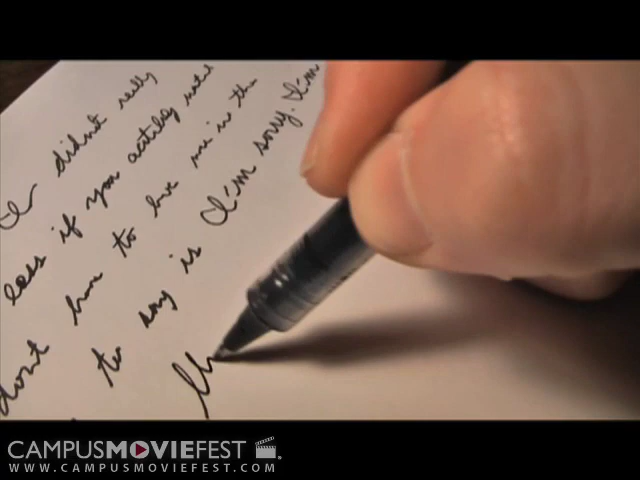 I didn't really
less if you actually
don't have to love me in the
to say is I'm sorry. I'm
CAMPUSMOVIEFEST
WWW.CAMPUSMOVIEFEST.COM